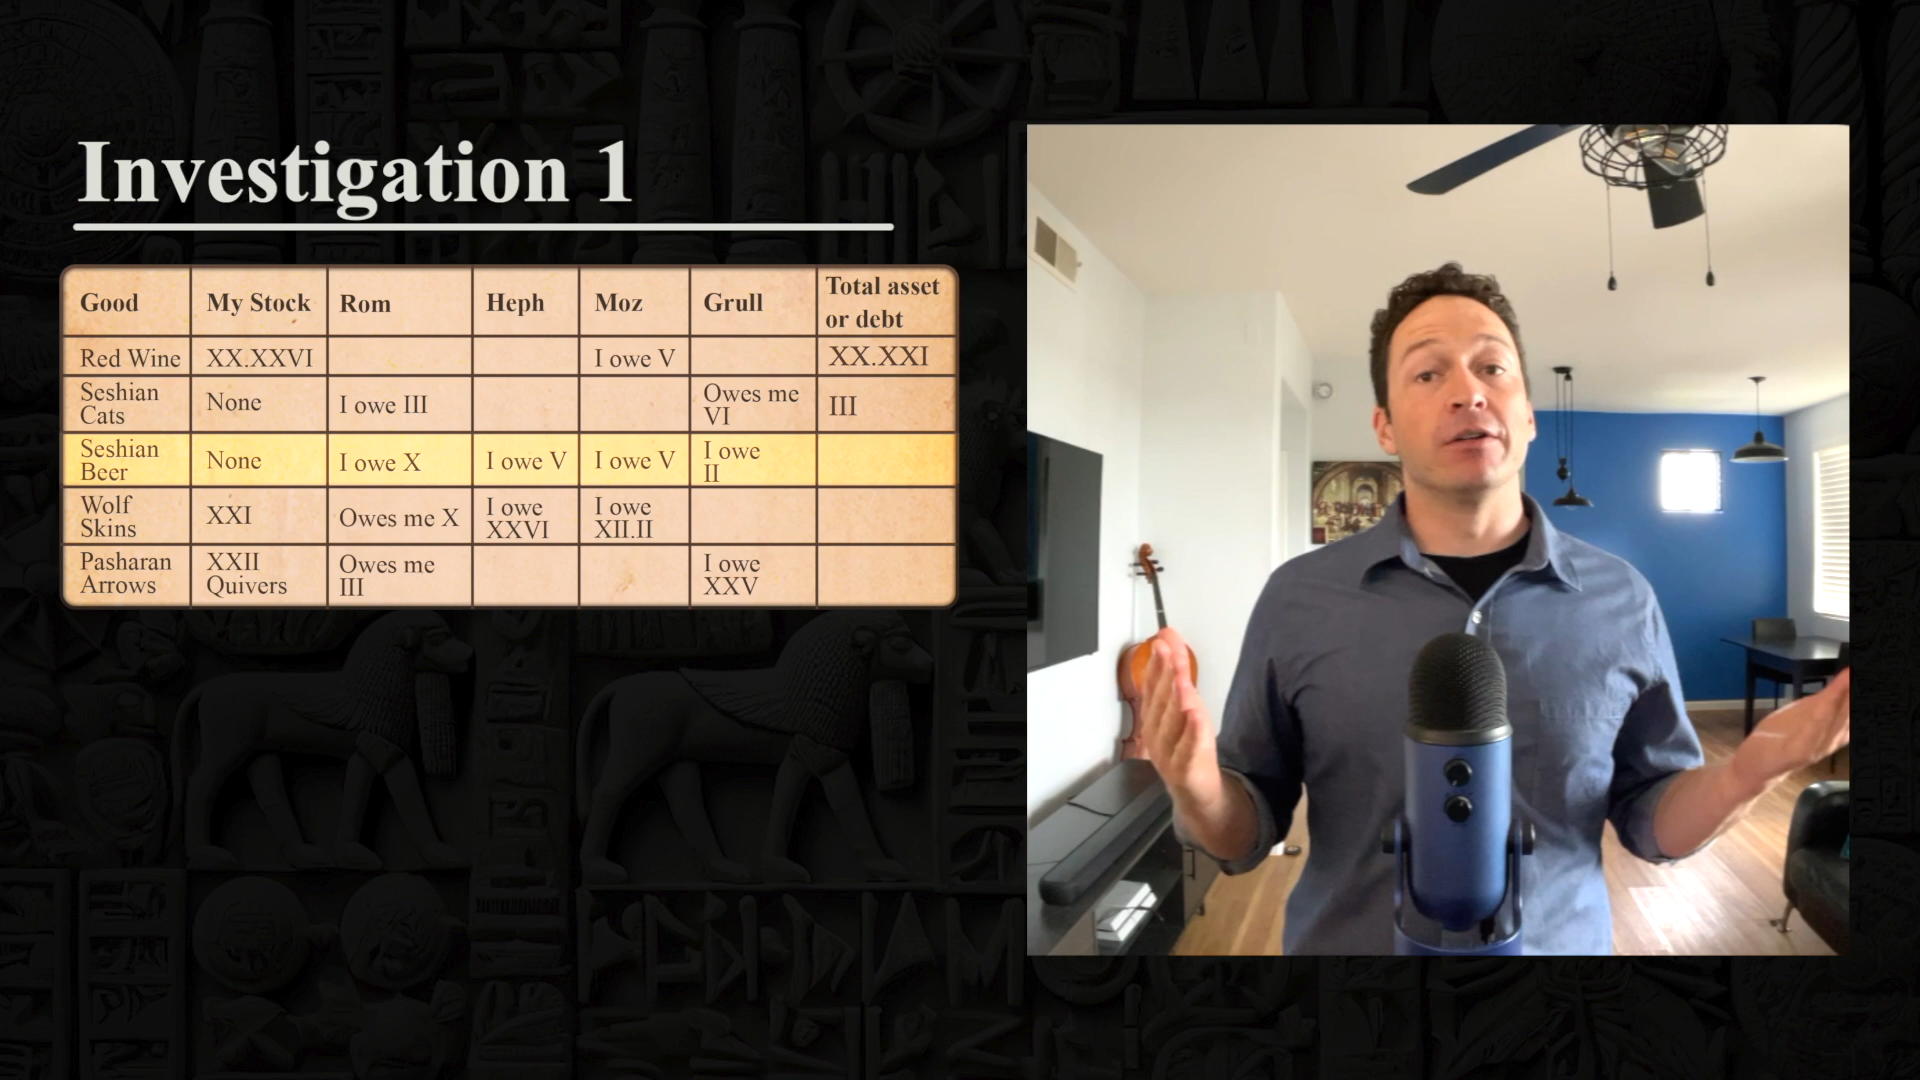 Investigation 1
Good My Stock Rom Heph Moz Grull Total asset or debt
Red Wine XX.XXVI I owe V XX.XXI
Seshian Cats None I owe III Owes me VI III
Seshian Beer None I owe X I owe V I owe V I owe II
Wolf Skins XXI Owes me X I owe XXVI I owe XII.II
Pasharan Arrows XXII Quivers Owes me III I owe XXV